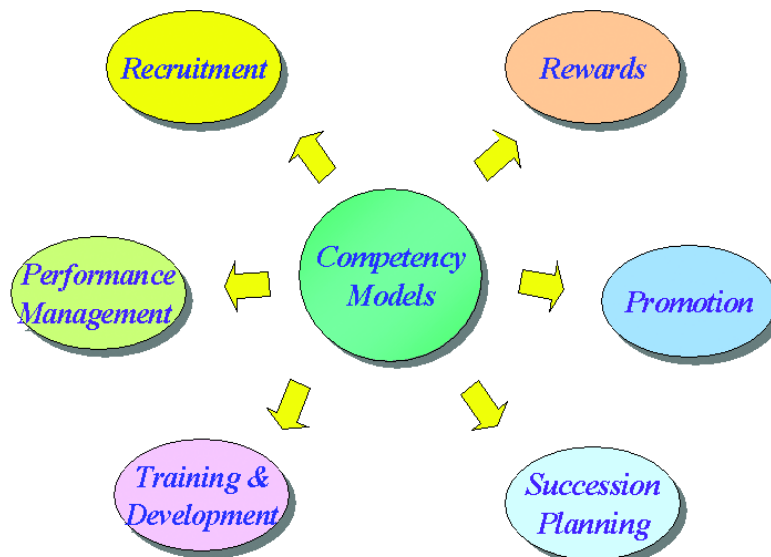 Recruitment
Rewards
Competency
Models
Performance
Management
Promotion
Training &
Development
Succession
Planning